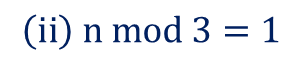 (ii) n mod 3 = 1